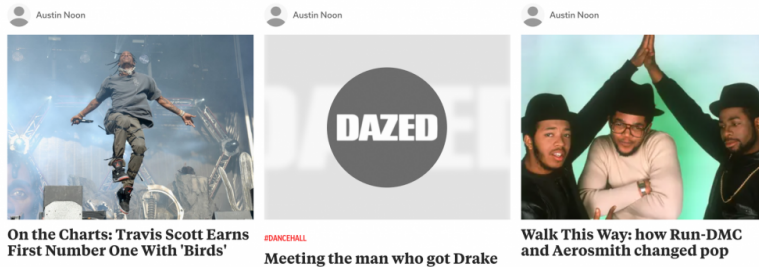 Austin Noon
Austin Noon
Austin Noon
DAZED
On the Charts: Travis Scott Earns
First Number One With 'Birds'
#DANCEHALL
Meeting the man who got Drake
Walk This Way: how Run-DMC
and Aerosmith changed pop